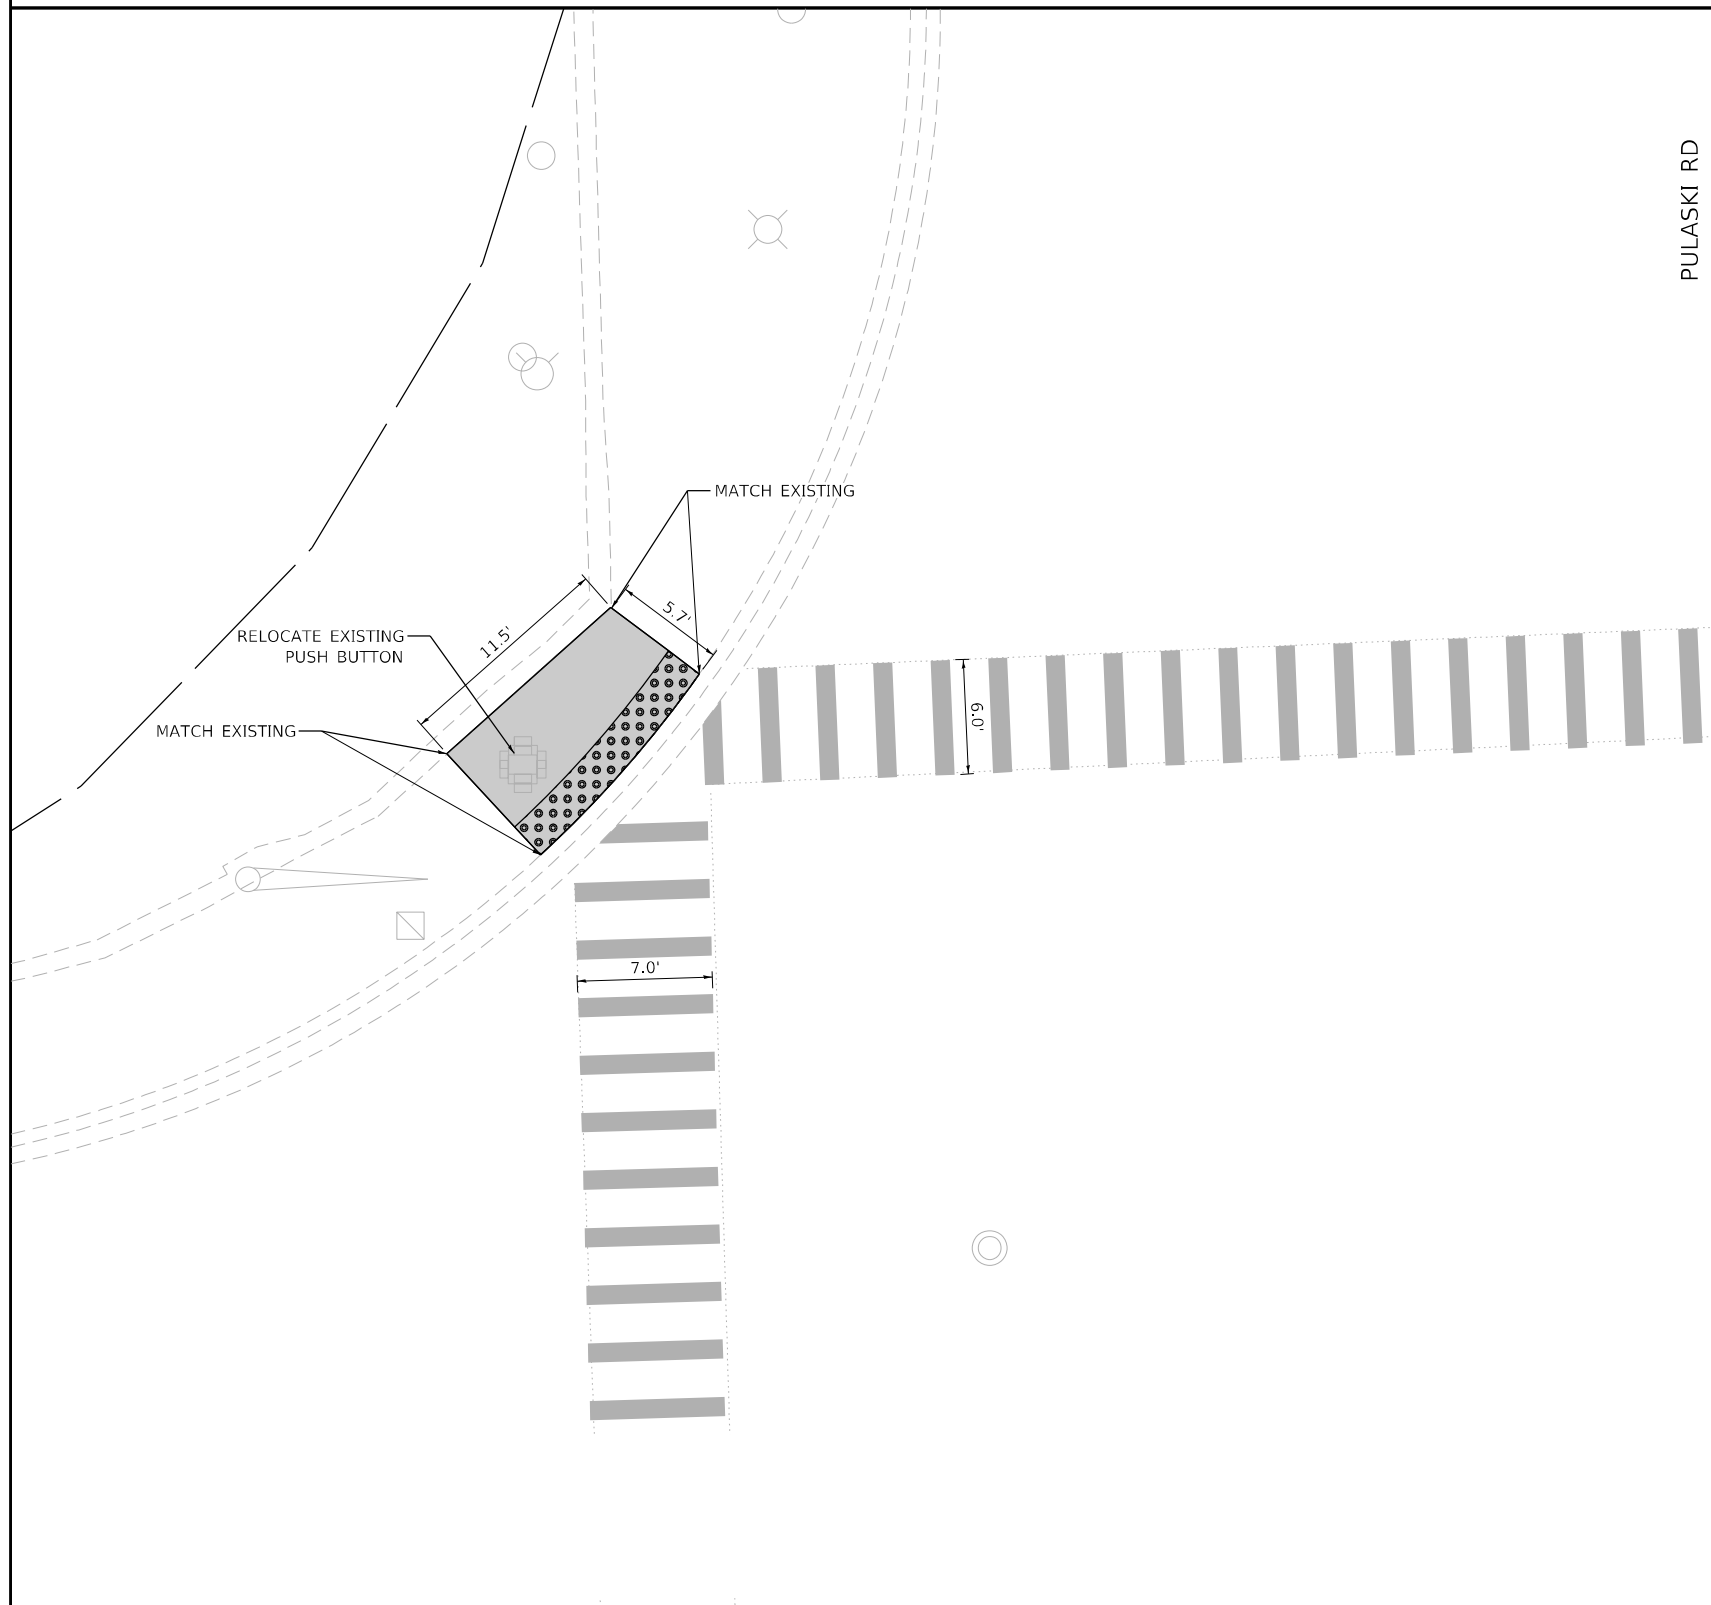 PULASKI RD
MATCH EXISTING
5.7'
11.5'
RELOCATE EXISTING
PUSH BUTTON
6.0'
MATCH EXISTING
7.0'